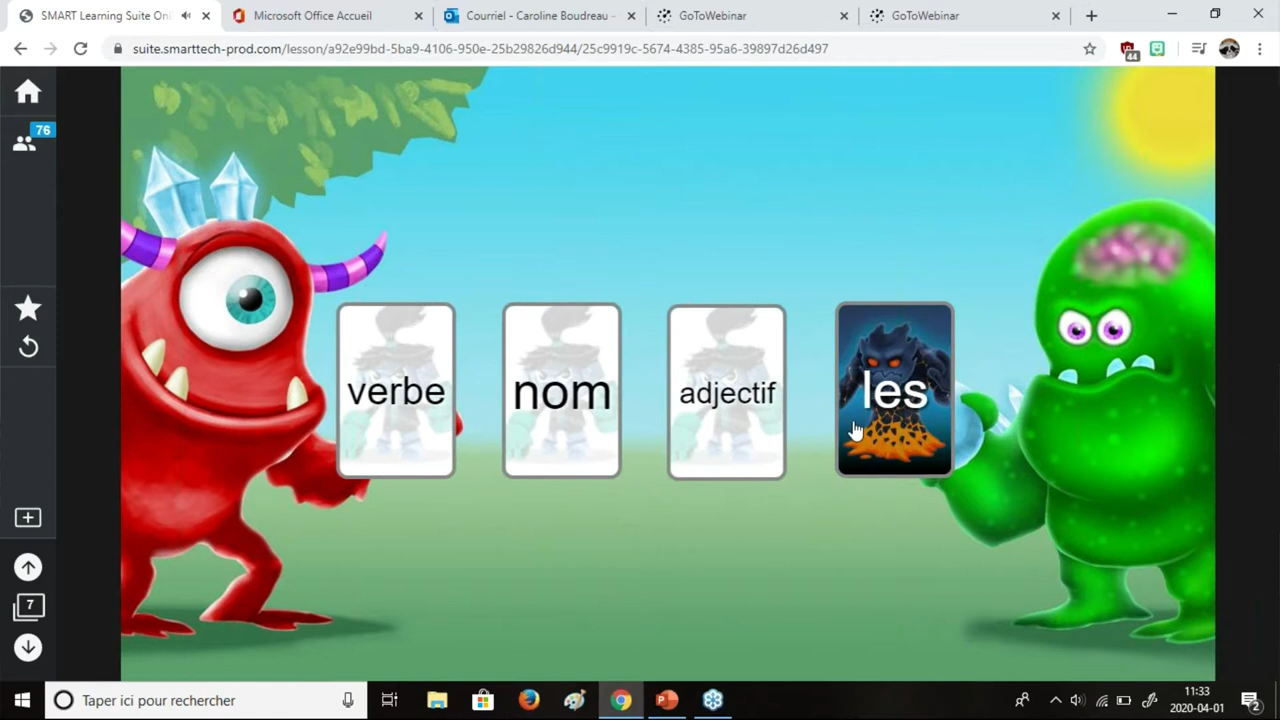 SMART Learning Suite Onl
Microsoft Office Accueil
Courriel - Caroline Boudreau -
GoToWebinar
GoToWebinar
suite.smarttech-prod.com/lesson/a92e99bd-5ba9-4106-950e-25b29826d944/25c9919c-5674-4385-95a6-39897d26d497
44
76
verbe
nom
adjectif
les
7
Taper ici pour rechercher
11:33
2020-04-01
2